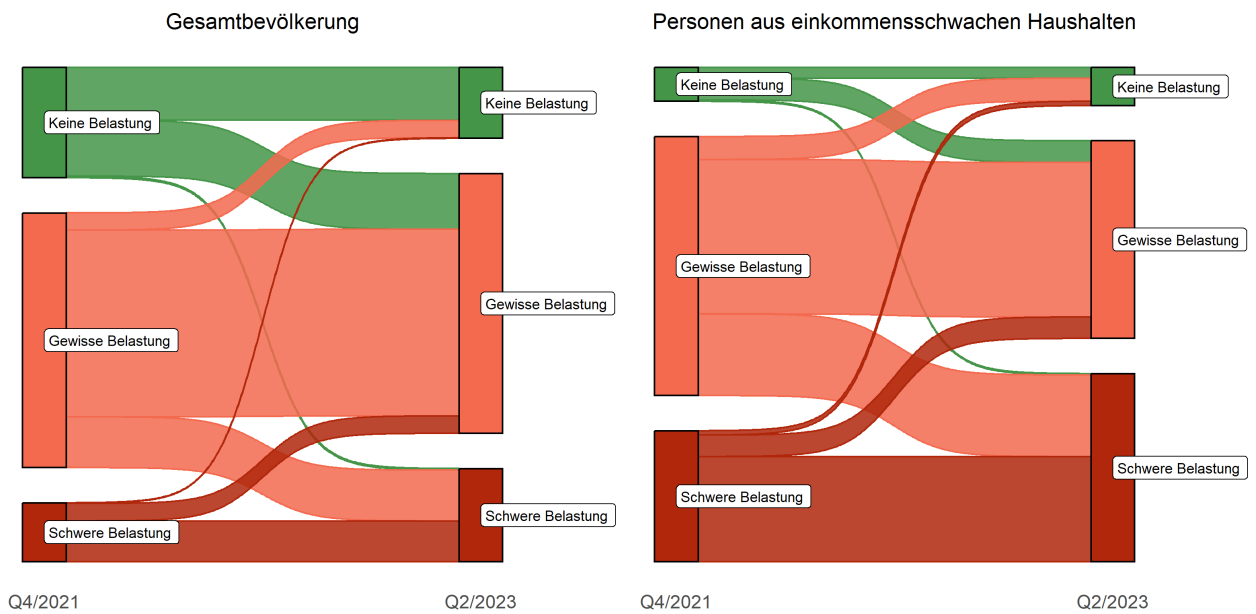 Gesamtbevölkerung
Keine Belastung
Gewisse Belastung
Schwere Belastung
Keine Belastung
Gewisse Belastung
Schwere Belastung
Q4/2021
Q2/2023
Personen aus einkommensschwachen Haushalten
Keine Belastung
Gewisse Belastung
Schwere Belastung
Keine Belastung
Gewisse Belastung
Schwere Belastung
Q4/2021
Q2/2023